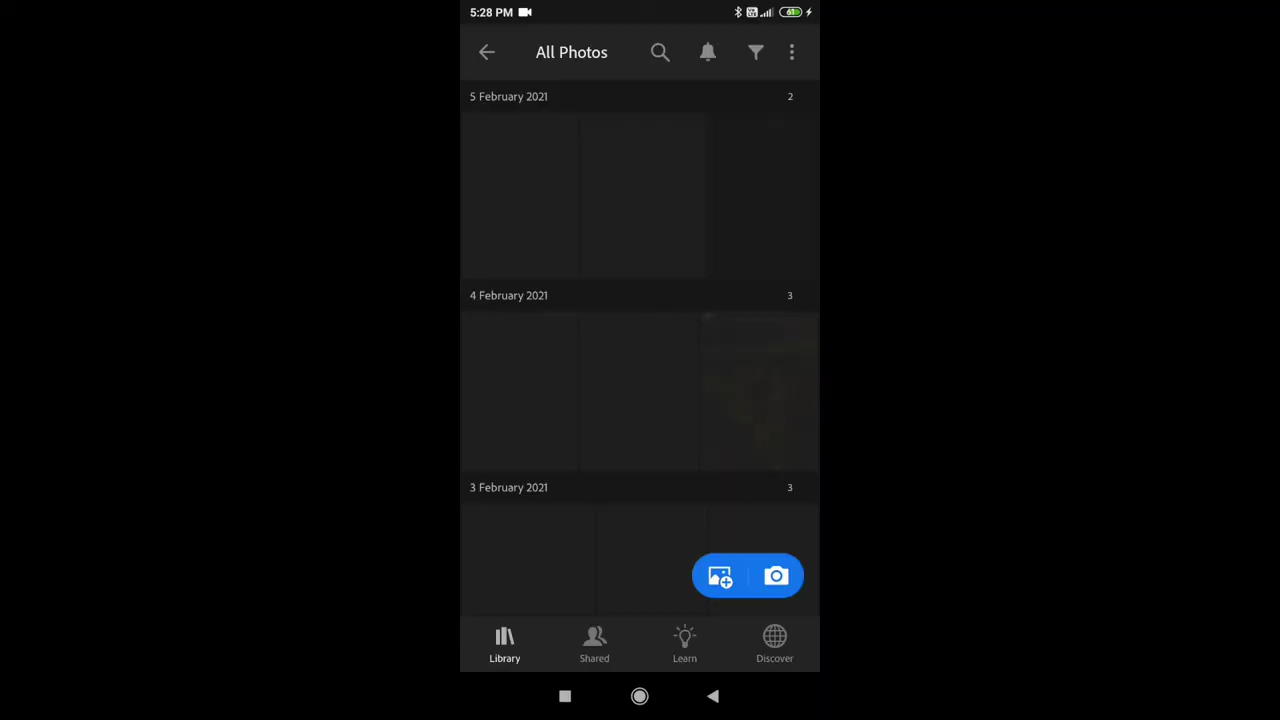 5:28 PM
61
All Photos
5 February 2021 2
4 February 2021 3
3 February 2021 3
Library Shared Learn Discover